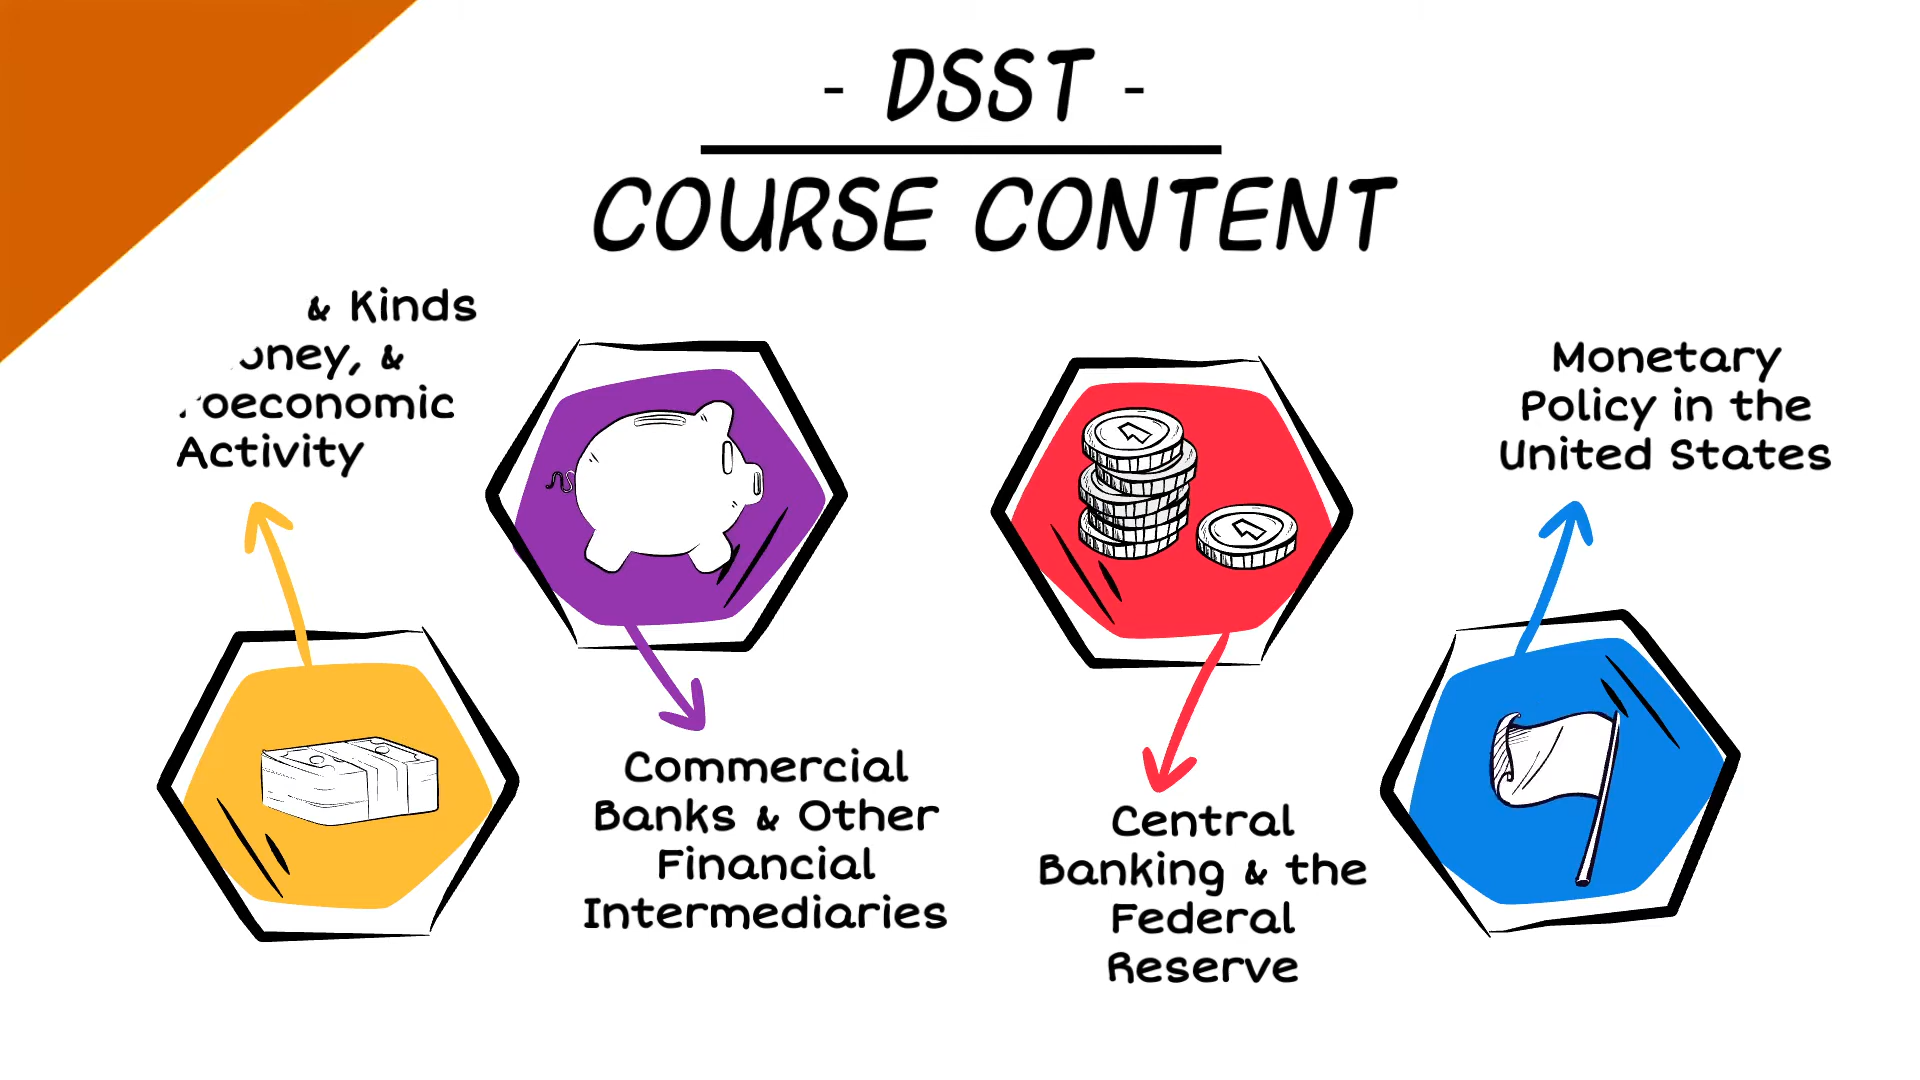 - DSST -
COURSE CONTENT
& Kinds
Activity
Commercial
Banks & Other
Financial
Intermediaries
Central
Banking & the
Federal
Reserve
Monetary
Policy in the
United States